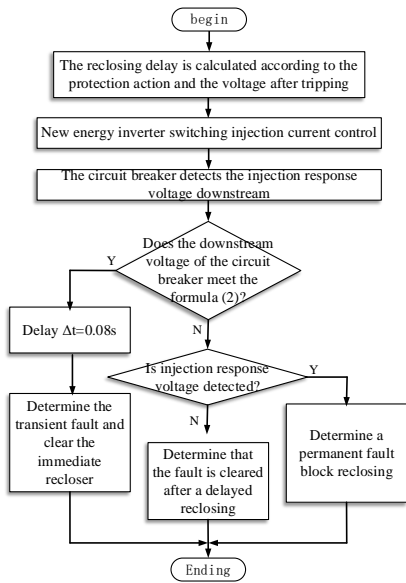 begin
The reclosing delay is calculated according to the
protection action and the voltage after tripping
New energy inverter switching injection current control
The circuit breaker detects the injection response
voltage downstream
Does the downstream
voltage of the circuit
breaker meet the
formula (2)?
Y
N
Delay Δt=0.08s
Is injection response
voltage detected?
Y
N
Determine the
transient fault and
clear the
immediate
recloser
Determine that
the fault is cleared
after a delayed
reclosing
Determine a
permanent fault
block reclosing
Ending